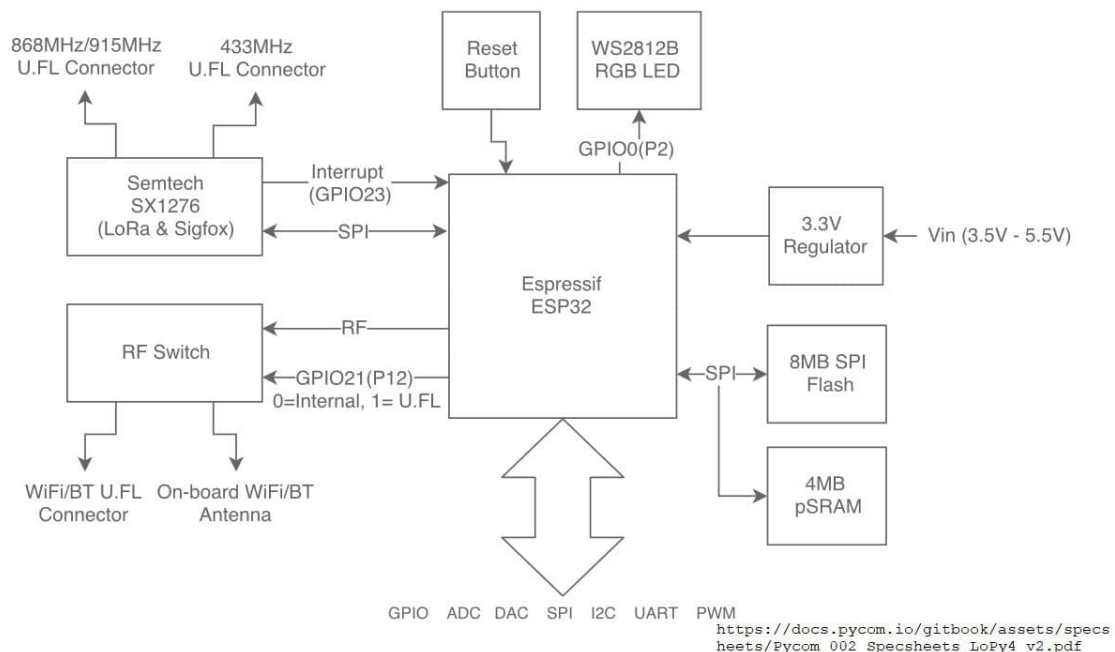 868MHz/915MHz
U.FL Connector
433MHz
U.FL Connector
Reset
Button
WS2812B
RGB LED
GPIO0(P2)
Semtech
SX1276
(LoRa & Sigfox)
Interrupt
(GPIO23)
SPI
Espressif
ESP32
3.3V
Regulator
Vin (3.5V - 5.5V)
RF Switch
RF
GPIO21(P12)
0=Internal, 1= U.FL
SPI
8MB SPI
Flash
4MB
pSRAM
WiFi/BT U.FL
Connector
On-board WiFi/BT
Antenna
GPIO ADC DAC SPI I2C UART PWM
https://docs.pycom.io/gitbook/assets/specs
heets/Pycom_002_Specsheets_LoPy4_v2.pdf